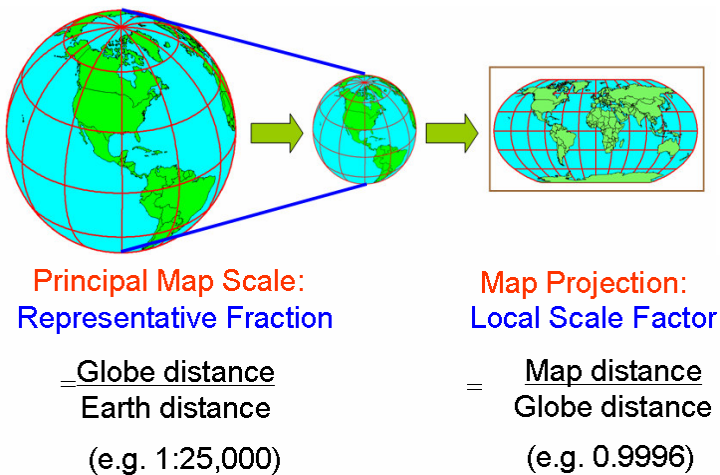 Principal Map Scale:
Representative Fraction
=Globe distance
Earth distance
(e.g. 1:25,000)
Map Projection:
Local Scale Factor
= Map distance
Globe distance
(e.g. 0.9996)